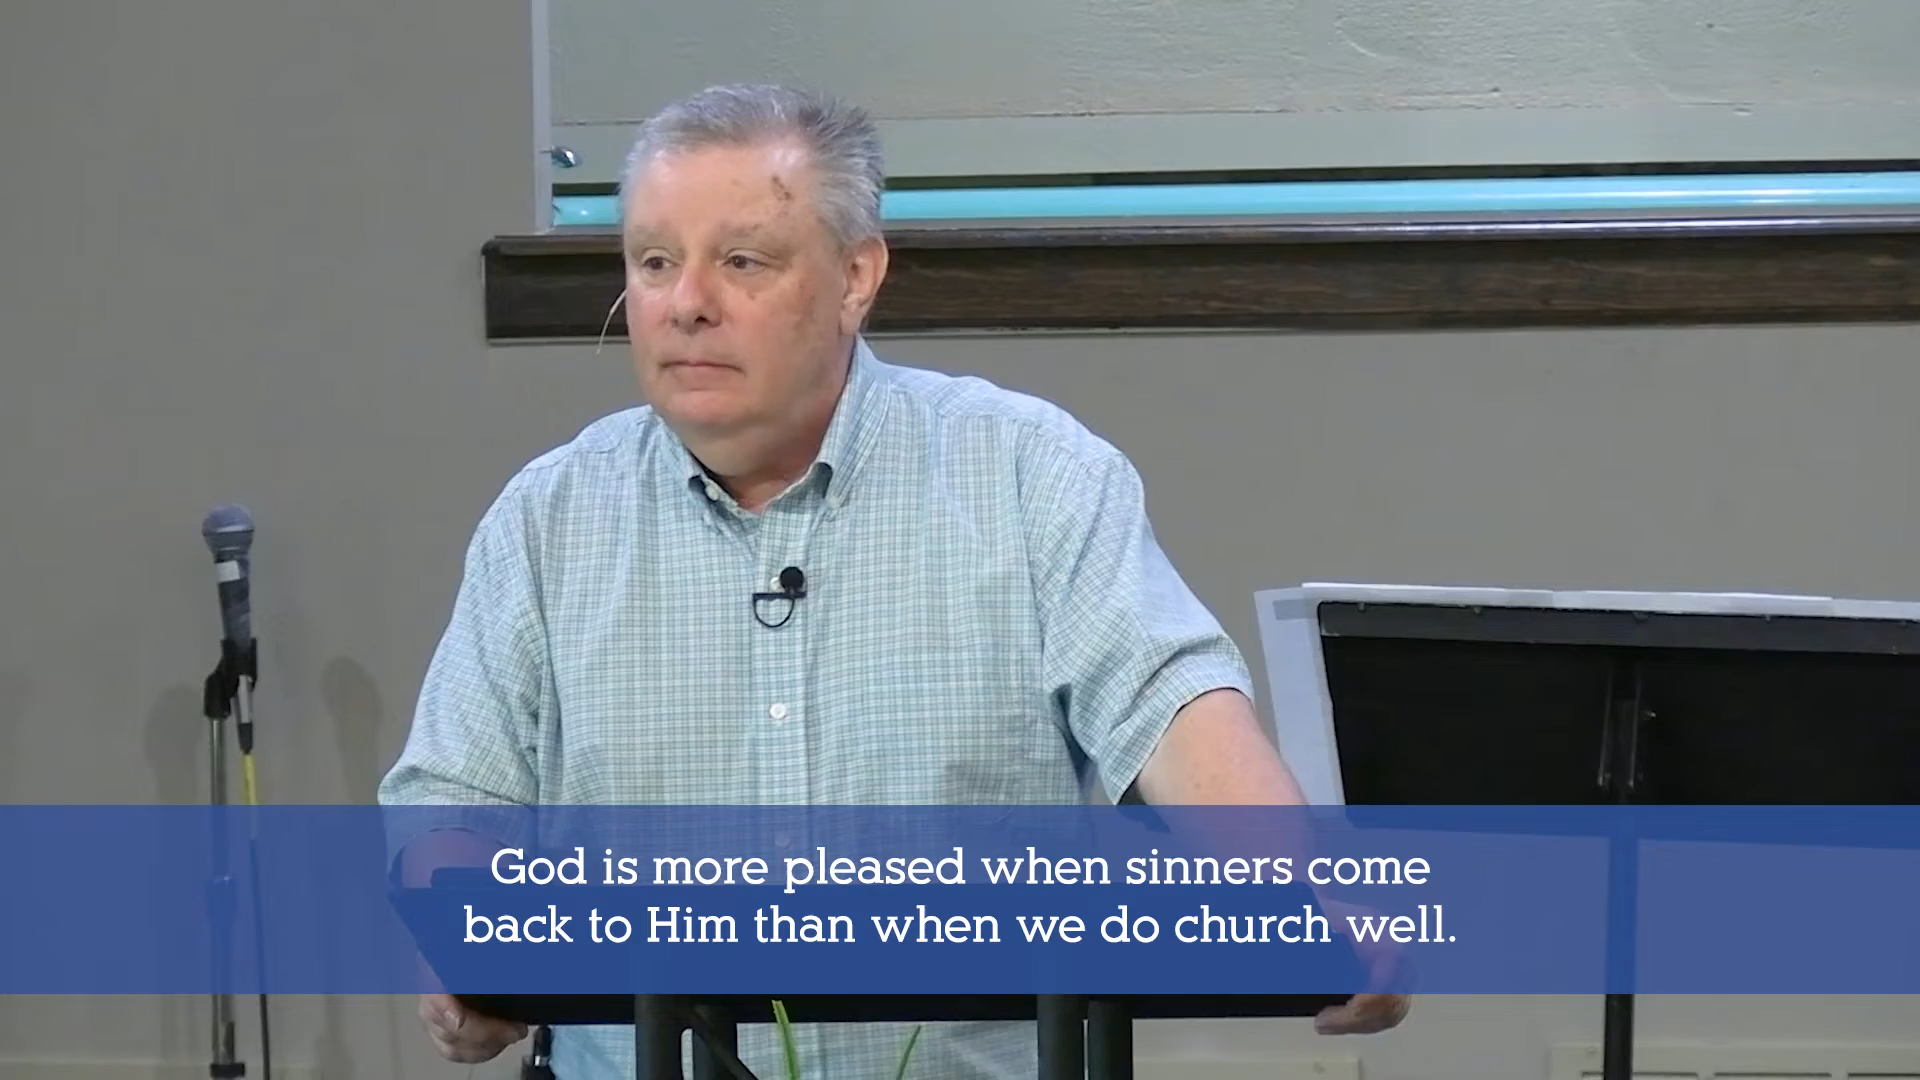 God is more pleased when sinners come
back to Him than when we do church well.